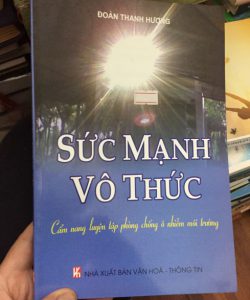 ĐOÀN THANH HƯƠNG
SỨC MẠNH
VÔ THỨC
Cẩm nang luyện tập phòng chống ô nhiễm môi trường
NHÀ XUẤT BẢN VĂN HOÁ - THÔNG TIN